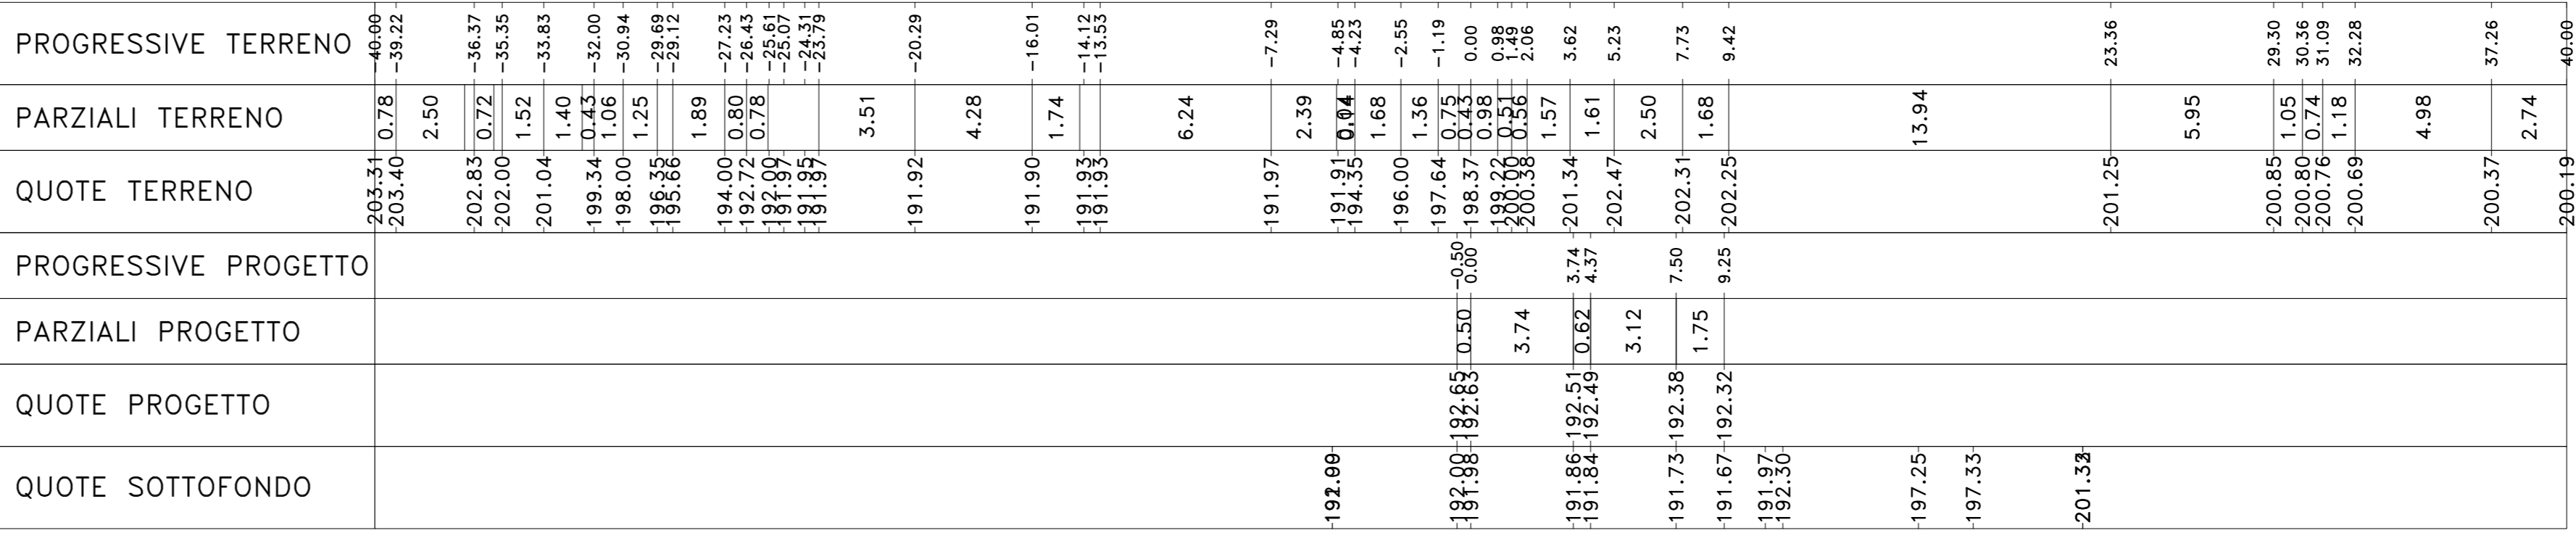 PROGRESSIVE TERRENO -40.00 -39.22 -36.37 -35.35 -33.83 -32.00 -30.94 -29.69 -29.12 -27.23 -26.43 -25.61 -25.07 -24.31 -23.79 -20.29 -16.01 -14.12 -13.53 -7.29 -4.85 -4.23 -2.55 -1.19 0.00 0.98 1.49 2.06 3.62 5.23 7.73 9.42 23.36 29.30 30.36 31.09 32.28 37.26 40.00
PARZIALI TERRENO 0.78 2.50 0.72 1.52 1.40 0.43 1.06 1.25 1.89 0.80 0.78 3.51 4.28 1.74 6.24 2.39 1.68 1.36 0.75 0.43 0.98 0.51 0.56 1.57 1.61 2.50 1.68 13.94 5.95 1.05 0.74 1.18 4.98 2.74
QUOTE TERRENO 203.31 203.40 202.83 202.00 201.04 199.34 198.00 196.35 195.66 194.00 192.72 192.00 191.97 191.95 191.97 191.92 191.90 191.93 191.93 191.97 191.91 194.35 196.00 197.64 198.37 199.22 200.00 200.38 201.34 202.47 202.31 202.25 201.25 200.85 200.80 200.76 200.69 200.37 200.19
PROGRESSIVE PROGETTO -0.50 0.00 3.74 4.37 7.50 9.25
PARZIALI PROGETTO 0.50 3.74 0.62 3.12 1.75
QUOTE PROGETTO 192.65 192.63 192.51 192.49 192.38 192.32
QUOTE SOTTOFONDO 192.00 191.98 191.86 191.84 191.73 191.67 191.97 192.30 197.25 197.33